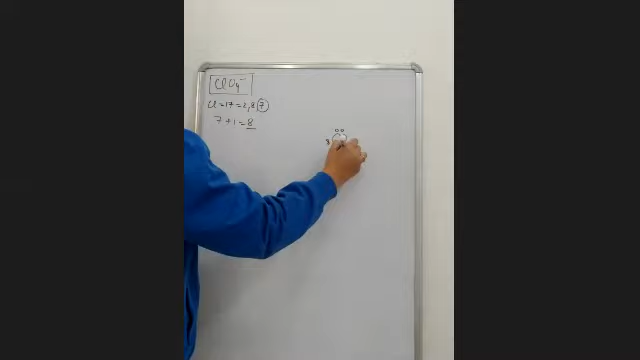 ClO₄⁻
Cl = 17 = 2,8 7
7 + 1 = 8